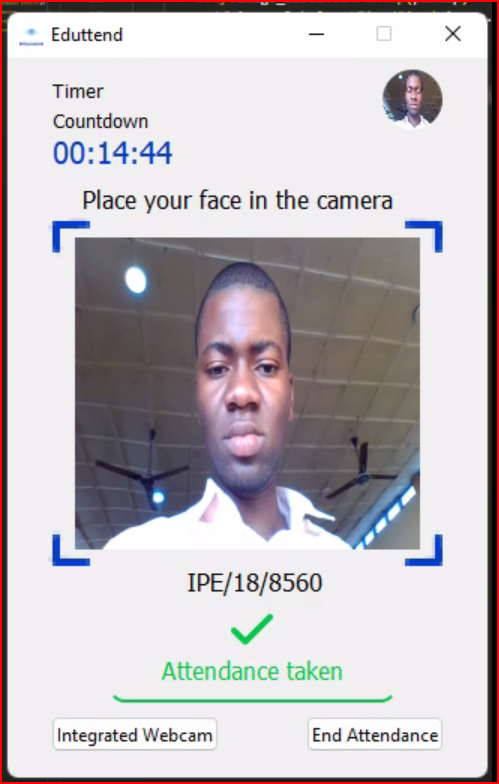 Eduttend
Timer
Countdown
00:14:44
Place your face in the camera
IPE/18/8560
Attendance taken
Integrated Webcam
End Attendance